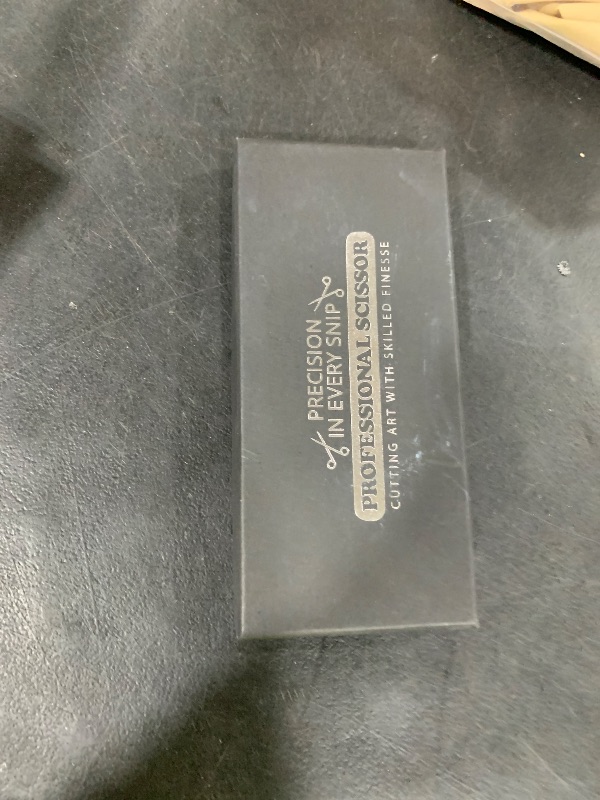 PRECISION
IN EVERY SNIP
PROFESSIONAL SCISSOR
CUTTING ART WITH SKILLED FINESSE